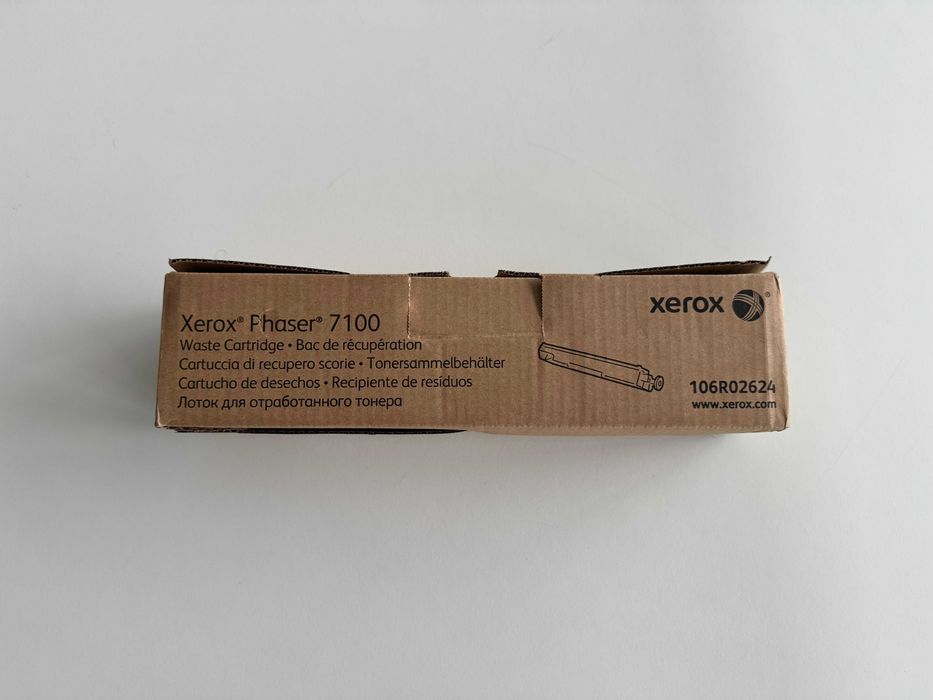 Xerox® Phaser® 7100
Waste Cartridge • Bac de récupération
Cartuccia di recupero scorie • Tonersammelbehälter
Cartucho de desechos • Recipiente de resíduos
Лоток для отработанного тонера
xerox®
106R02624
www.xerox.com